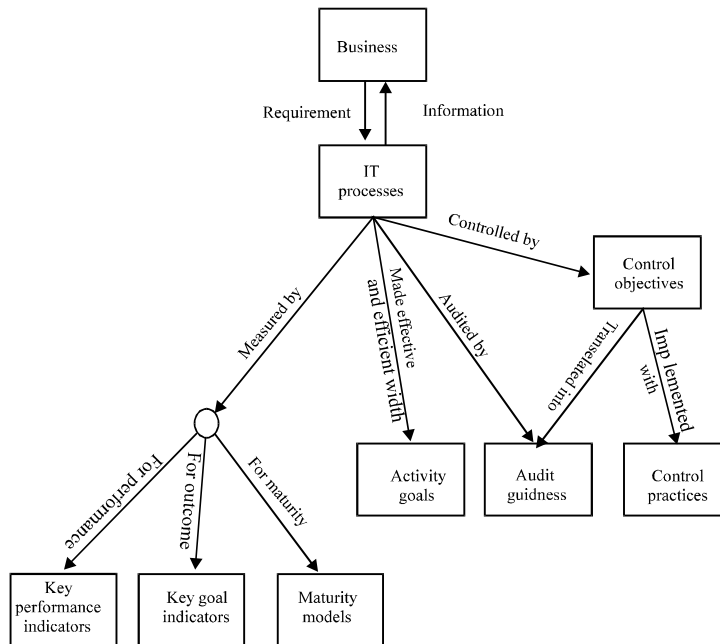 Business
Requirement
Information
IT
processes
Controlled by
Control
objectives
Measured by
Made effective
and efficient width
Audited by
Transelated into
Imp lemented
with
Activity
goals
Audit
guidness
Control
practices
For performance
For outcome
For maturity
Key
performance
indicators
Key goal
indicators
Maturity
models